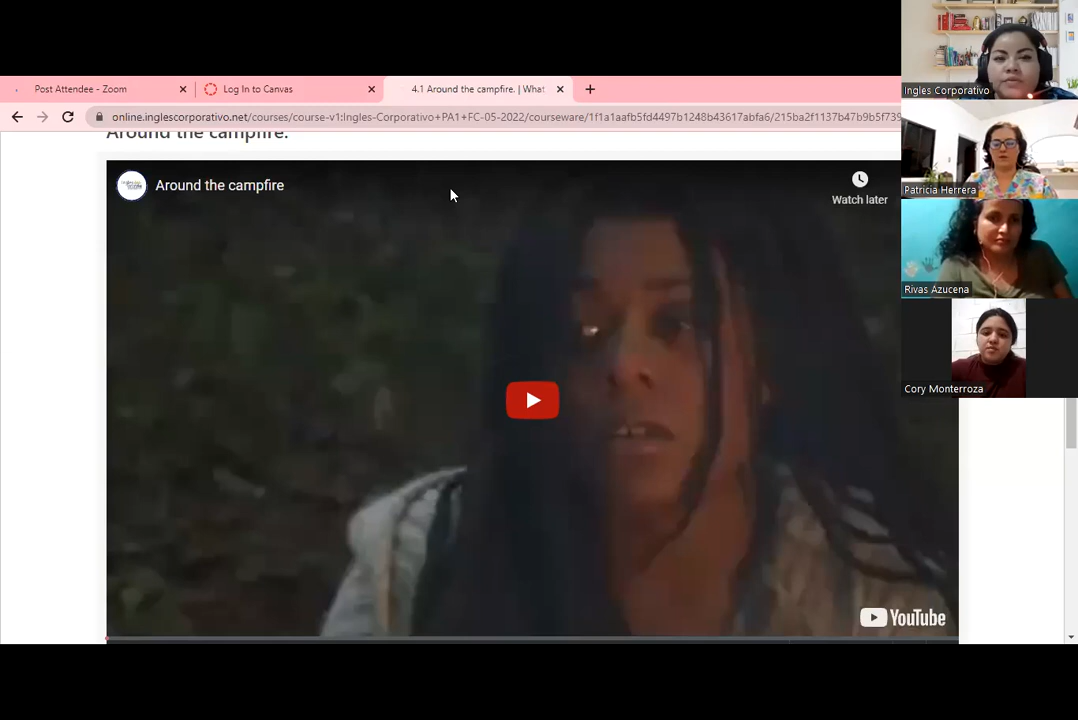 Post Attendee - Zoom
Log In to Canvas
4.1 Around the campfire. | What
online.inglescorporativo.net/courses/course-v1:Ingles-Corporativo+PA1+FC-05-2022/courseware/1f1a1aafb5fd4497b1248b43617abfa6/215ba2f1137b47b9b5f739
Around the campfire.
Around the campfire
Watch later
YouTube
Ingles Corporativo
Patricia Herrera
Rivas Azucena
Cory Monterroza